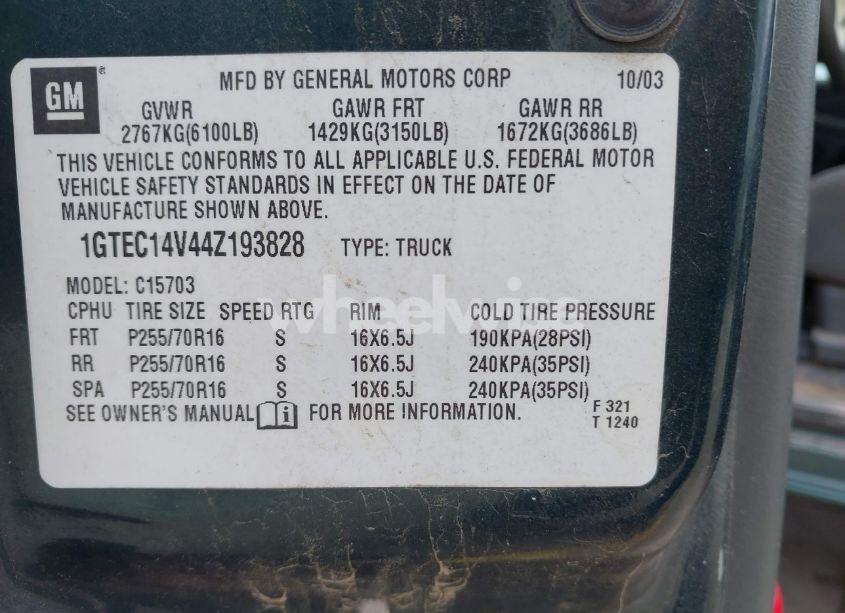 GM
MFD BY GENERAL MOTORS CORP 10/03
GVWR GAWR FRT GAWR RR
2767KG(6100LB) 1429KG(3150LB) 1672KG(3686LB)
THIS VEHICLE CONFORMS TO ALL APPLICABLE U.S. FEDERAL MOTOR
VEHICLE SAFETY STANDARDS IN EFFECT ON THE DATE OF
MANUFACTURE SHOWN ABOVE.
1GTEC14V44Z193828 TYPE: TRUCK
MODEL: C15703
CPHU TIRE SIZE SPEED RTG RIM COLD TIRE PRESSURE
FRT P255/70R16 S 16X6.5J 190KPA(28PSI)
RR P255/70R16 S 16X6.5J 240KPA(35PSI)
SPA P255/70R16 S 16X6.5J 240KPA(35PSI)
SEE OWNER'S MANUAL FOR MORE INFORMATION.
F 321
T 1240